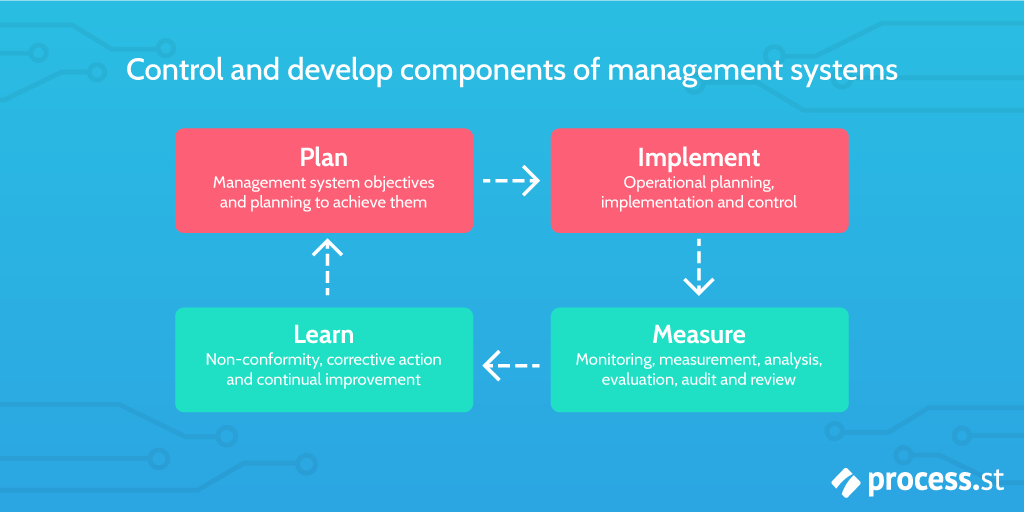 Control and develop components of management systems
Plan
Management system objectives
and planning to achieve them
Implement
Operational planning,
implementation and control
Learn
Non-conformity, corrective action
and continual improvement
Measure
Monitoring, measurement, analysis,
evaluation, audit and review
process.st